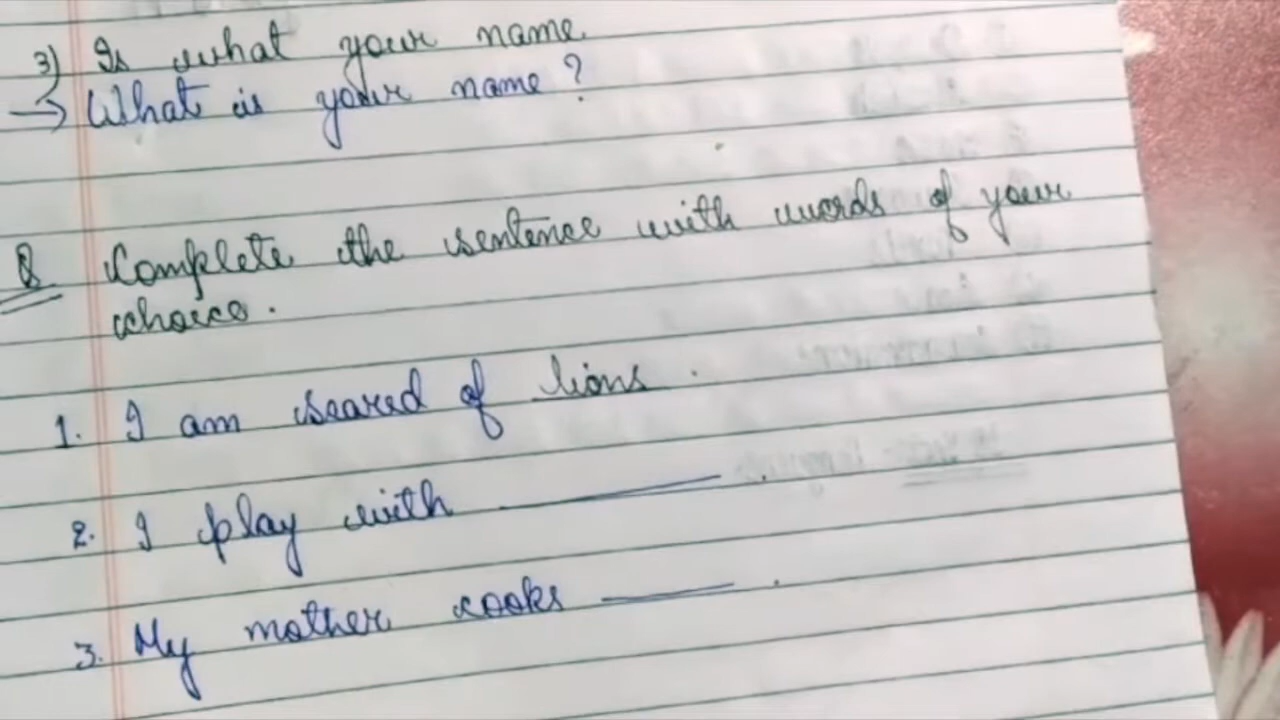 3) Is what your name
→ What is your name?
Q Complete the sentence with words of your
choice.
1. I am scared of lions.
2. I play with ______.
3. My mother cooks ______.